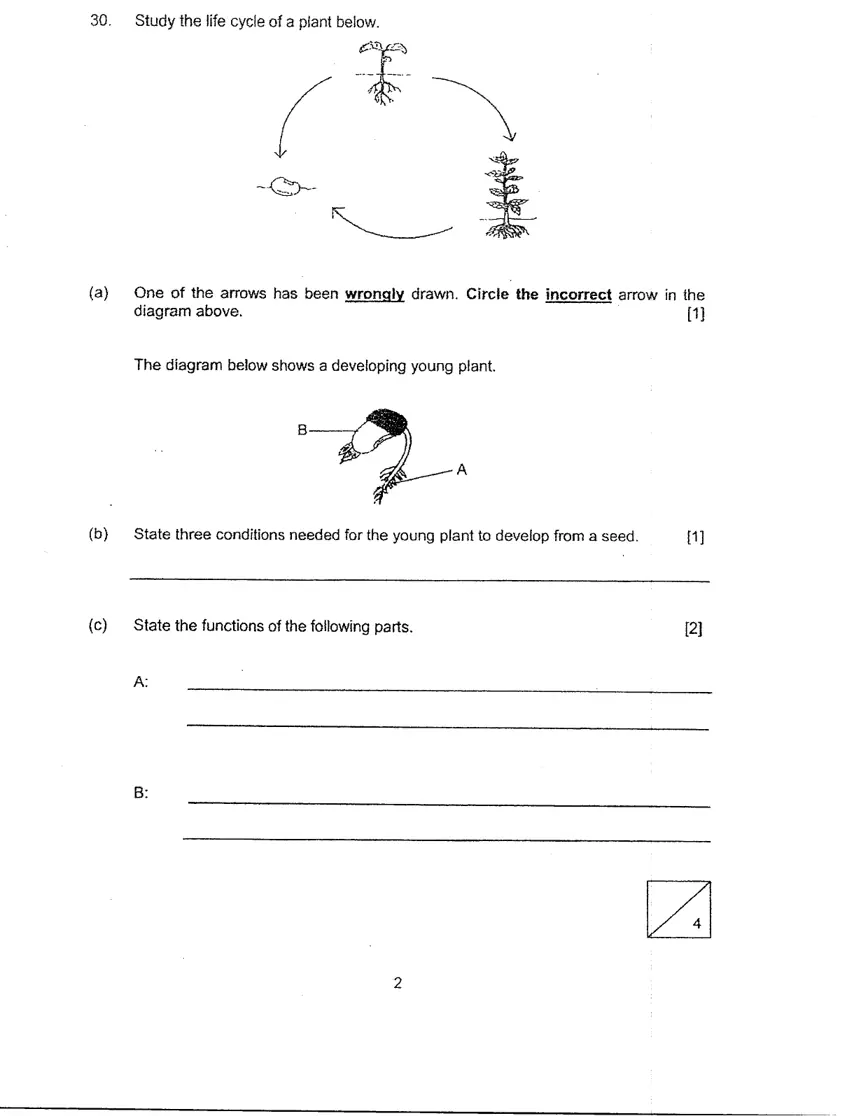 30. Study the life cycle of a plant below.
(a) One of the arrows has been wrongly drawn. Circle the incorrect arrow in the
diagram above. [1]
The diagram below shows a developing young plant.
B
A
(b) State three conditions needed for the young plant to develop from a seed. [1]
(c) State the functions of the following parts. [2]
A:
B:
4
2